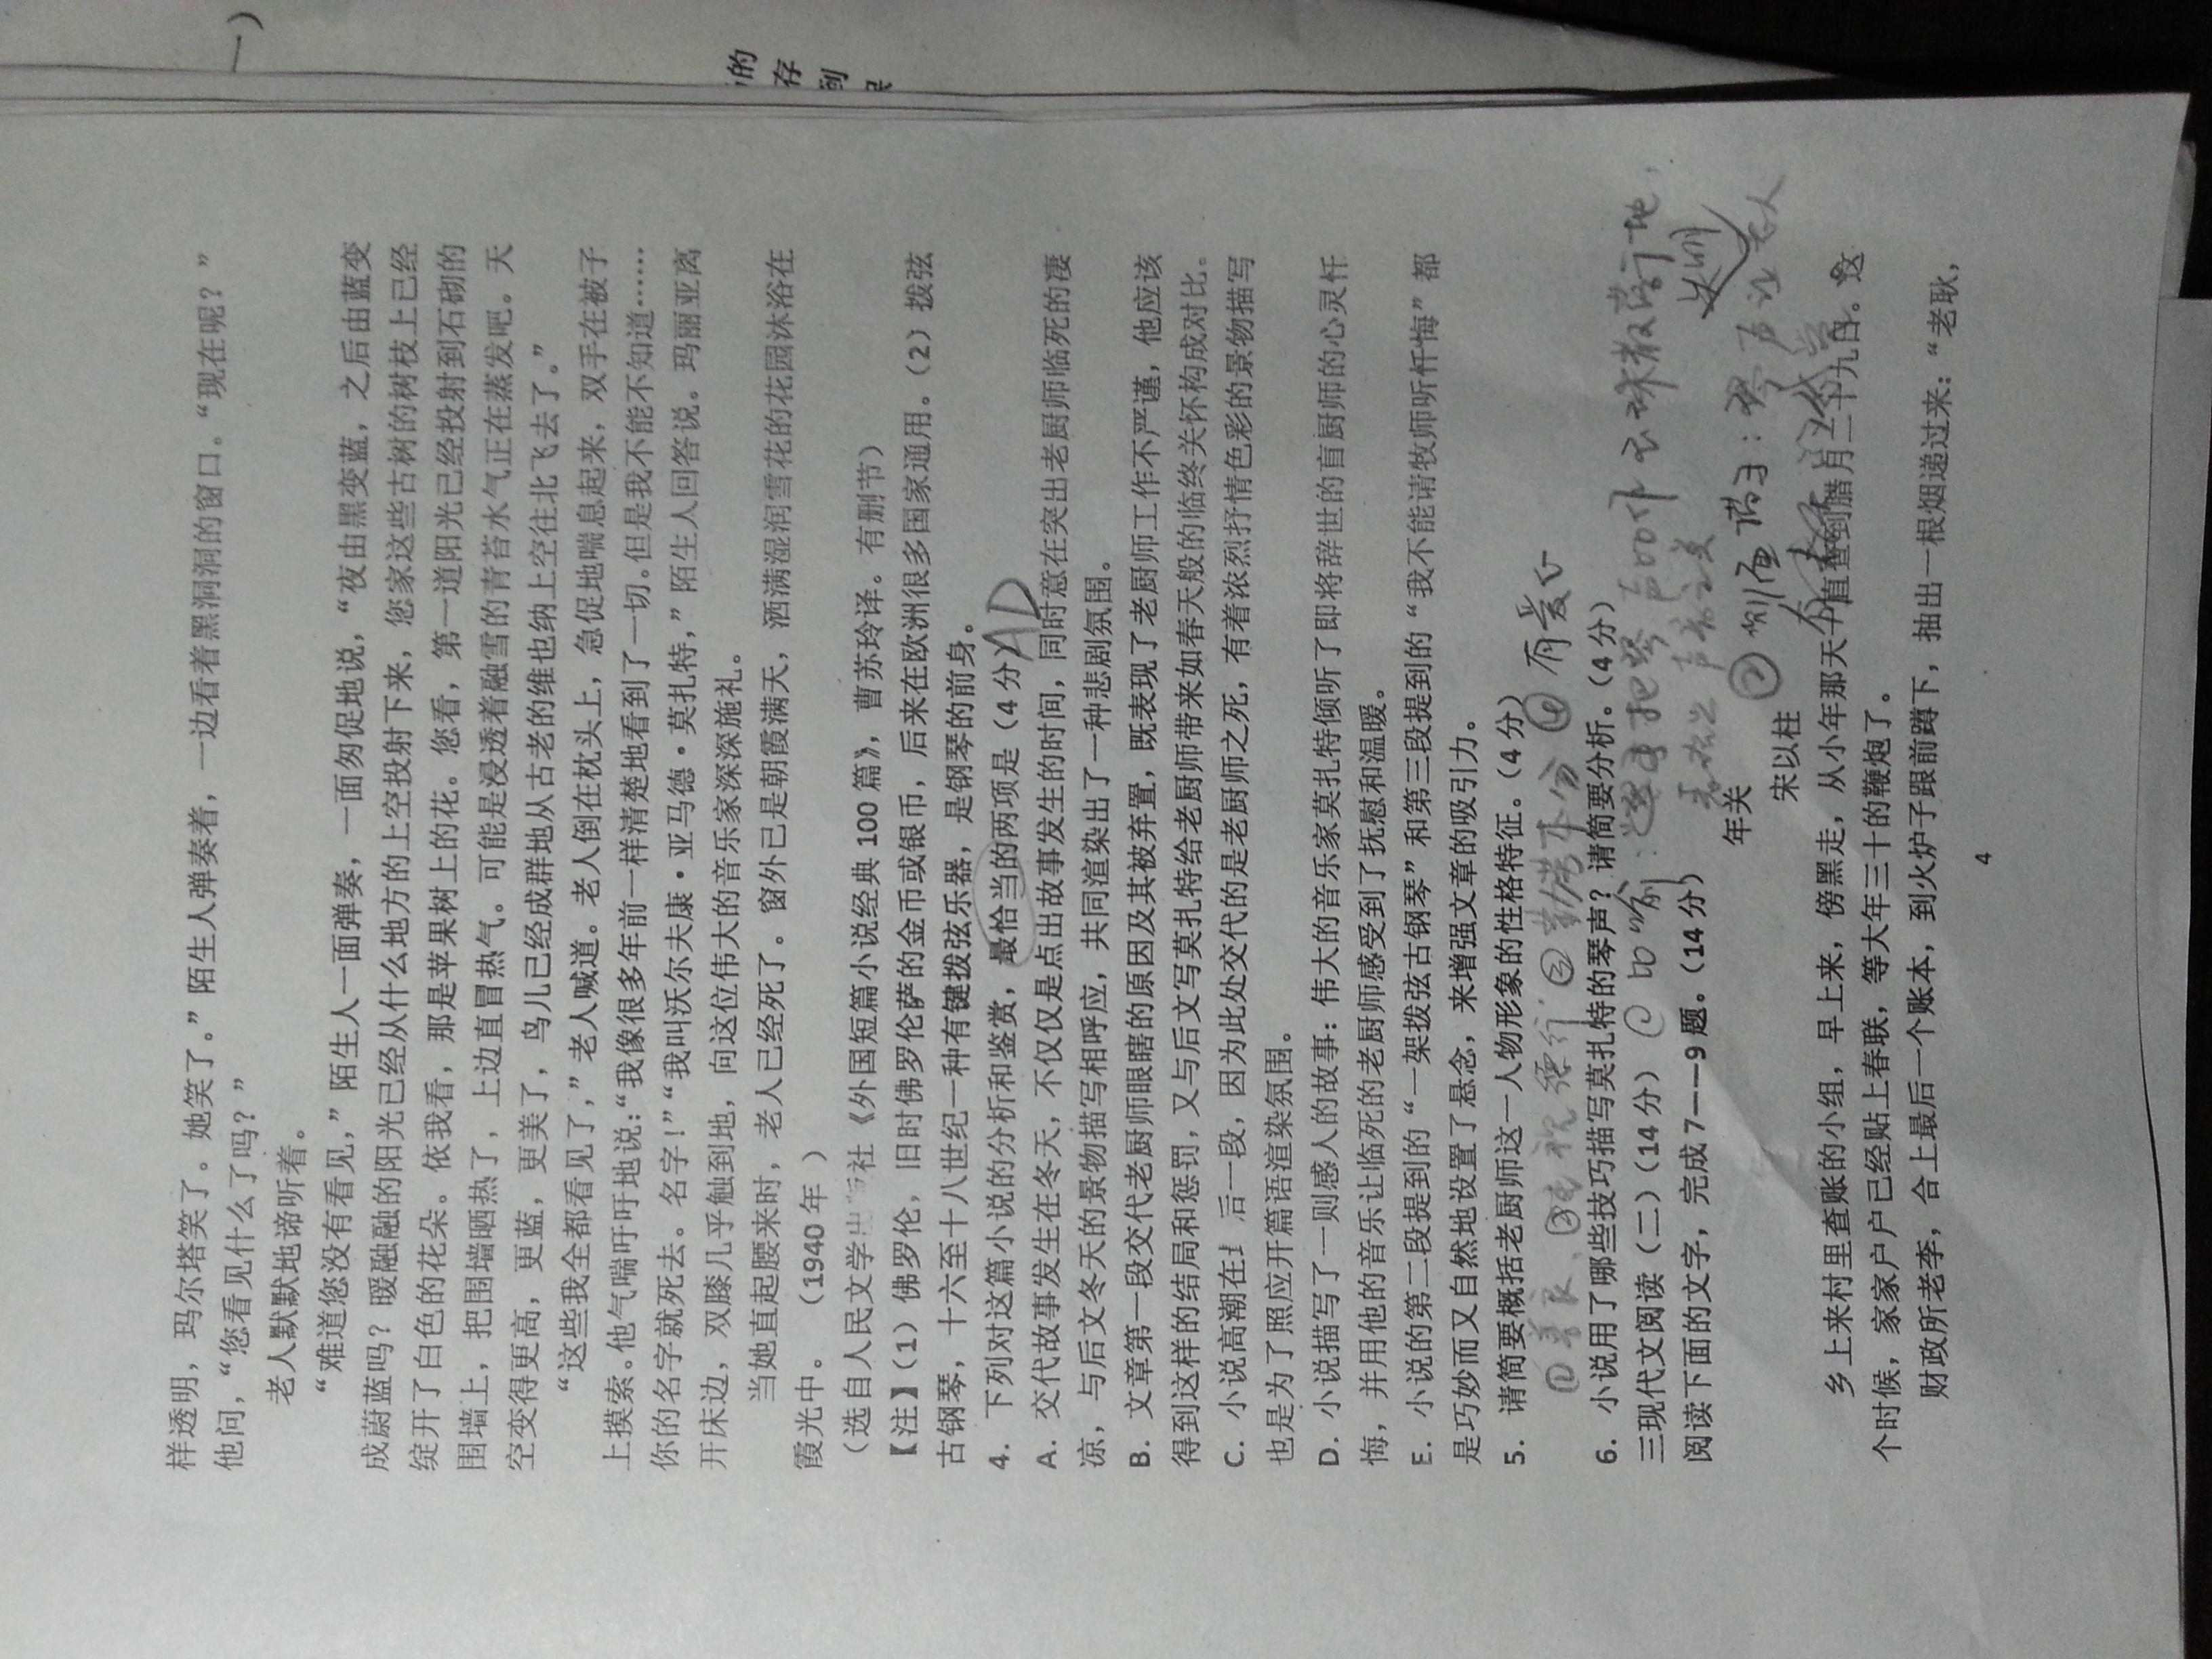 样透明，玛尔塔笑了。她笑了。”陌生人弹奏着，一边看着黑洞洞的窗口。“现在呢？”
他问，“您看见什么了吗？”
老人默默地谛听着。
“难道您没有看见，”陌生人一面弹奏，一面匆促地说，“夜由黑变蓝，之后由蓝变
成蔚蓝吗？暖融融的阳光已经从什么地方的上空投射下来，您家这些古树的树枝上已经
绽开了白色的花朵。依我看，那是苹果树上的花。您看，第一道阳光已经投射到石砌的
围墙上，把围墙晒热了，上边直冒热气。可能是浸透着融雪的青苔水气正在蒸发吧。天
空变得更高，更蓝，更美了，鸟儿已经成群地从古老的维也纳上空往北飞去了。”
“这些我全都看见了，”老人喊道。老人倒在枕头上，急促地喘息起来，双手在被子
上摸索。他气喘吁吁地说：“我像很多年前一样清楚地看到了一切。但是我不能不知道……
你的名字就死去。名字！”“我叫沃尔夫康·亚马德·莫扎特，”陌生人回答说。玛丽亚离
开床边，双膝几乎触到地，向这位伟大的音乐家深深施礼。
当她直起腰来时，老人已经死了。窗外已是朝霞满天，洒满湿润雪花的花园沐浴在
霞光中。 （1940 年 ）
（选自人民文学出版社《外国短篇小说经典 100 篇》，曹苏玲译。有删节）
【注】（1）佛罗伦，旧时佛罗伦萨的金币或银币，后来在欧洲很多国家通用。（2）拨弦
古钢琴，十六至十八世纪一种有键拨弦乐器，是钢琴的前身。
4．下列对这篇小说的分析和鉴赏，最恰当的两项是（4 分）AD
A．交代故事发生在冬天，不仅仅是点出故事发生的时间，同时意在突出老厨师临死的凄
凉，与后文冬天的景物描写相呼应，共同渲染出了一种悲剧氛围。
B．文章第一段交代老厨师眼瞎的原因及其被弃置，既表现了老厨师工作不严谨，他应该
得到这样的结局和惩罚，又与后文写莫扎特给老厨师带来如春天般的临终关怀构成对比。
C．小说高潮在 后一段，因为此处交代的是老厨师之死，有着浓烈抒情色彩的景物描写
也是为了照应开篇语渲染氛围。
D．小说描写了一则感人的故事：伟大的音乐家莫扎特倾听了即将辞世的盲厨师的心灵忏
悔，并用他的音乐让临死的老厨师感受到了抚慰和温暖。
E．小说的第二段提到的“一架拨弦古钢琴”和第三段提到的“我不能请牧师听忏悔”都
是巧妙而又自然地设置了悬念，来增强文章的吸引力。
5．请简要概括老厨师这一人物形象的性格特征。（4 分）
①善良、② 视德行 ③勤劳本分 ④有爱心
6．小说用了哪些技巧描写莫扎特的琴声？请简要分析。（4 分）
三现代文阅读（二）（14 分） ①比喻：把琴声比作玉珠散落于地，
阅读下面的文字，完成 7——9 题。（14 分） 声音之美
年关 ②侧面描写：琴声让老人
宋以柱
乡上来村里查账的小组，早上来，傍黑走，从小年那天一直查到腊月二十九日。这
个时候，家家户户已经贴上春联，等大年三十的鞭炮了。
财政所老李，合上最后一个账本，到火炉子跟前蹲下，抽出一根烟递过来：“老耿，
4
一）
的
存
到